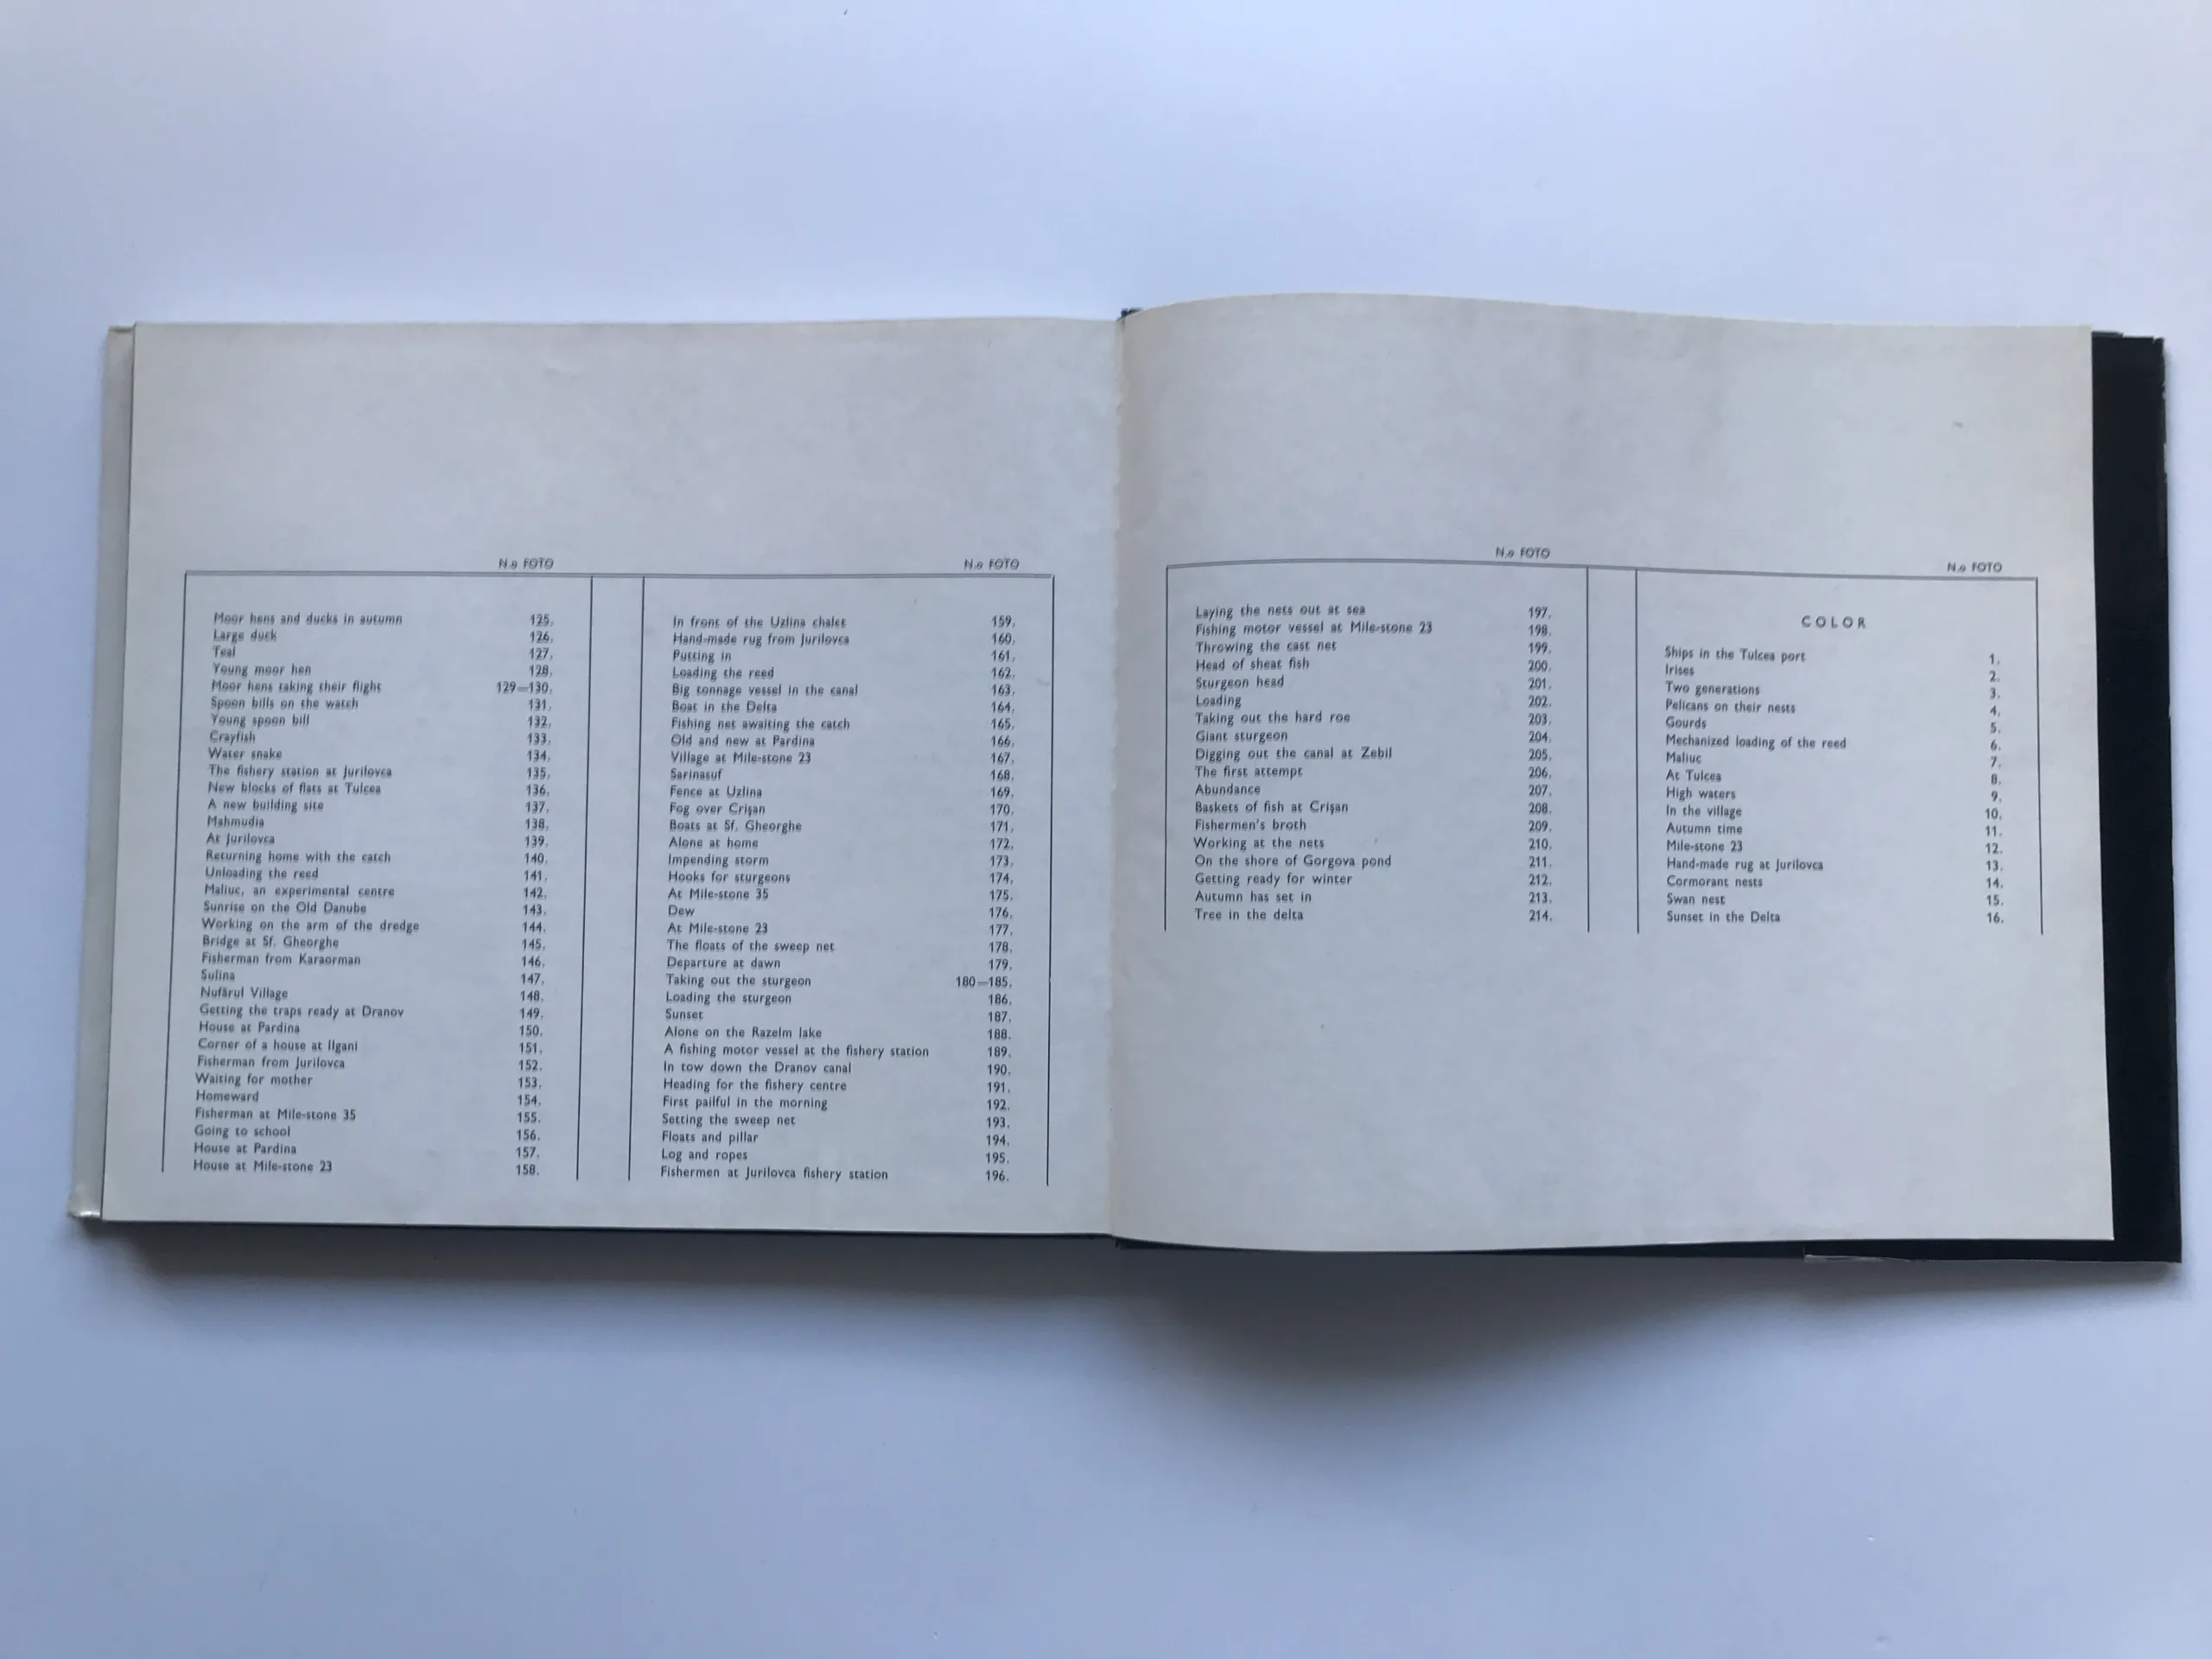 N.o FOTO
Moor hens and ducks in autumn 125.
Large duck 126.
Teal 127.
Young moor hen 128.
Moor hens taking their flight 129—130.
Spoon bills on the watch 131.
Young spoon bill 132.
Crayfish 133.
Water snake 134.
The fishery station at Jurilovca 135.
New blocks of flats at Tulcea 136.
A new building site 137.
Mahmudia 138.
At Jurilovca 139.
Returning home with the catch 140.
Unloading the reed 141.
Maliuc, an experimental centre 142.
Sunrise on the Old Danube 143.
Working on the arm of the dredge 144.
Bridge at Sf. Gheorghe 145.
Fisherman from Karaorman 146.
Sulina 147.
Nufărul Village 148.
Getting the traps ready at Dranov 149.
House at Pardina 150.
Corner of a house at Ilgani 151.
Fisherman from Jurilovca 152.
Waiting for mother 153.
Homeward 154.
Fisherman at Mile-stone 35 155.
Going to school 156.
House at Pardina 157.
House at Mile-stone 23 158.
N.o FOTO
In front of the Uzlina chalet 159.
Hand-made rug from Jurilovca 160.
Putting in 161.
Loading the reed 162.
Big tonnage vessel in the canal 163.
Boat in the Delta 164.
Fishing net awaiting the catch 165.
Old and new at Pardina 166.
Village at Mile-stone 23 167.
Sarinasuf 168.
Fence at Uzlina 169.
Fog over Crişan 170.
Boats at Sf. Gheorghe 171.
Alone at home 172.
Impending storm 173.
Hooks for sturgeons 174.
At Mile-stone 35 175.
Dew 176.
At Mile-stone 23 177.
The floats of the sweep net 178.
Departure at dawn 179.
Taking out the sturgeon 180—185.
Loading the sturgeon 186.
Sunset 187.
Alone on the Razelm lake 188.
A fishing motor vessel at the fishery station 189.
In tow down the Dranov canal 190.
Heading for the fishery centre 191.
First pailful in the morning 192.
Setting the sweep net 193.
Floats and pillar 194.
Log and ropes 195.
Fishermen at Jurilovca fishery station 196.
N.o FOTO
Laying the nets out at sea 197.
Fishing motor vessel at Mile-stone 23 198.
Throwing the cast net 199.
Head of sheat fish 200.
Sturgeon head 201.
Loading 202.
Taking out the hard roe 203.
Giant sturgeon 204.
Digging out the canal at Zebil 205.
The first attempt 206.
Abundance 207.
Baskets of fish at Crişan 208.
Fishermen's broth 209.
Working at the nets 210.
On the shore of Gorgova pond 211.
Getting ready for winter 212.
Autumn has set in 213.
Tree in the delta 214.
N.o FOTO
COLOR
Ships in the Tulcea port 1.
Irises 2.
Two generations 3.
Pelicans on their nests 4.
Gourds 5.
Mechanized loading of the reed 6.
Maliuc 7.
At Tulcea 8.
High waters 9.
In the village 10.
Autumn time 11.
Mile-stone 23 12.
Hand-made rug at Jurilovca 13.
Cormorant nests 14.
Swan nest 15.
Sunset in the Delta 16.